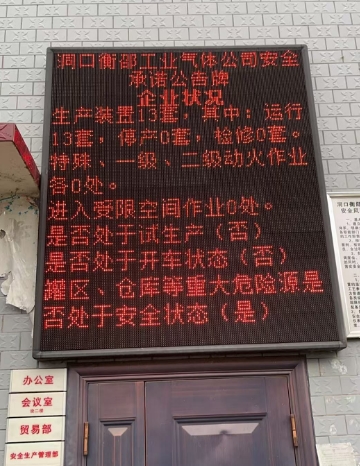 洞口衡邵工业气体公司安全
承诺公告牌
企业状况
生产装置13套，其中：运行
13套，停产0套，检修0套。
特殊、一级、二级动火作业
各0处。
进入受限空间作业0处。
是否处于试生产（否）
是否处于开车状态（否）
罐区、仓库等重大危险源是
否处于安全状态（是）
办公室
会议室
贸易部
安全生产管理部